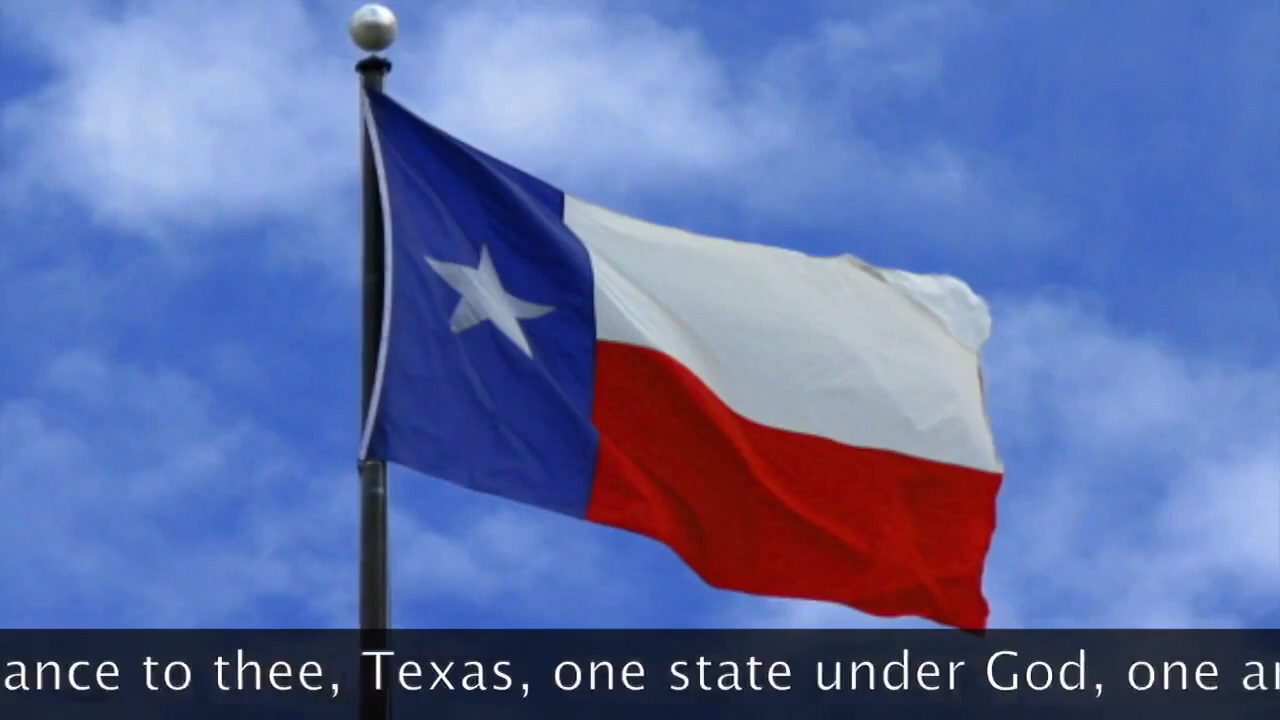 ance to thee, Texas, one state under God, one a